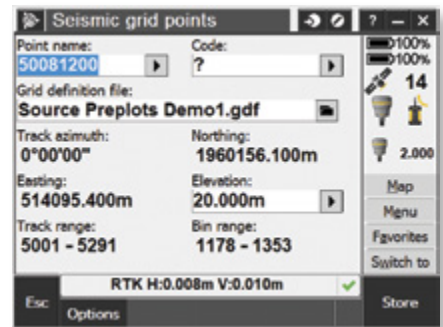 Seismic grid points
? – X
Point name:
50081200
Code:
?
Grid definition file:
Source Preplots Demo1.gdf
Track azimuth:
0°00'00"
Northing:
1960156.100m
Easting:
514095.400m
Elevation:
20.000m
Track range:
5001 - 5291
Bin range:
1178 - 1353
100%
100%
14
2.000
Map
Menu
Favorites
Switch to
RTK H:0.008m V:0.010m
Esc
Options
Store